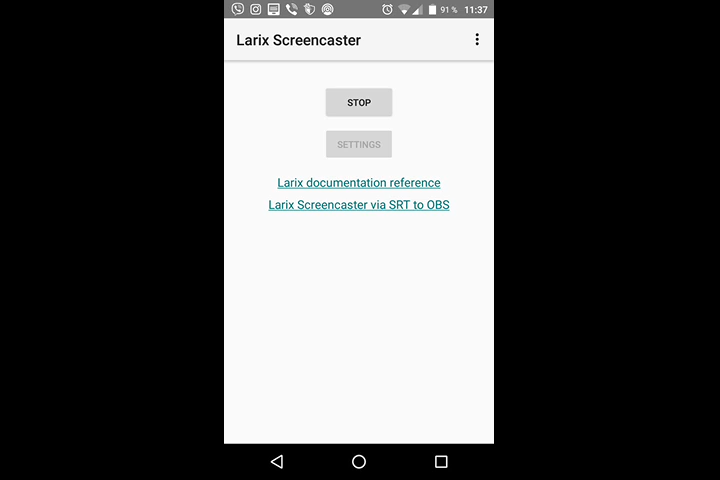 91 % 11:37
Larix Screencaster
STOP
SETTINGS
Larix documentation reference
Larix Screencaster via SRT to OBS